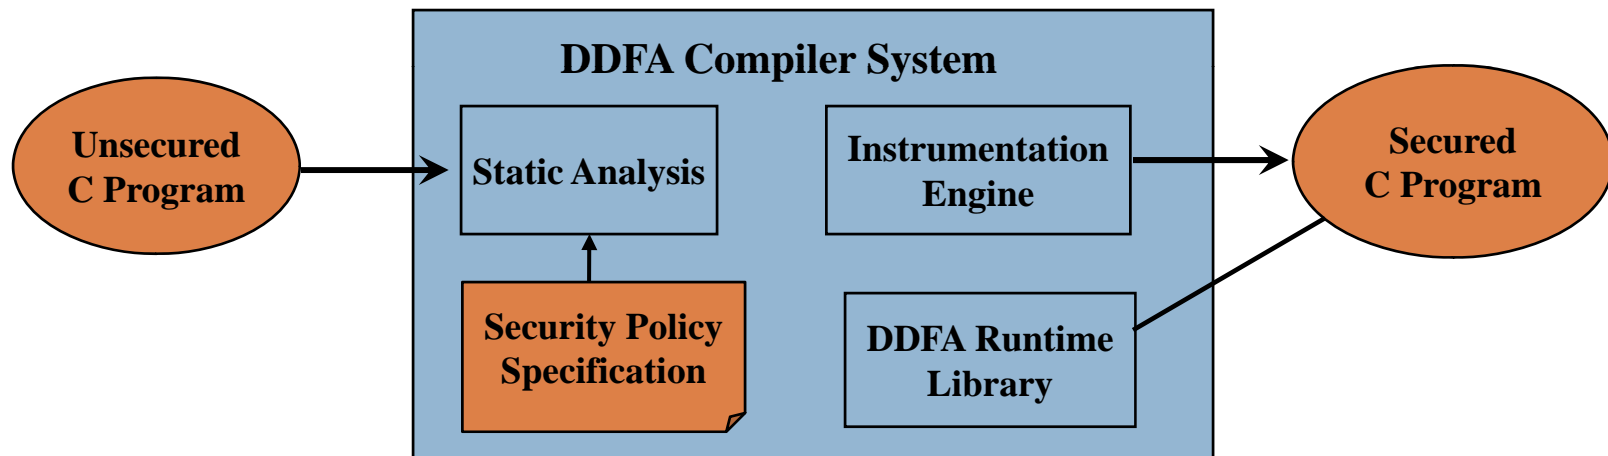 DDFA Compiler System
Unsecured
C Program
Static Analysis
Instrumentation
Engine
Secured
C Program
Security Policy
Specification
DDFA Runtime
Library